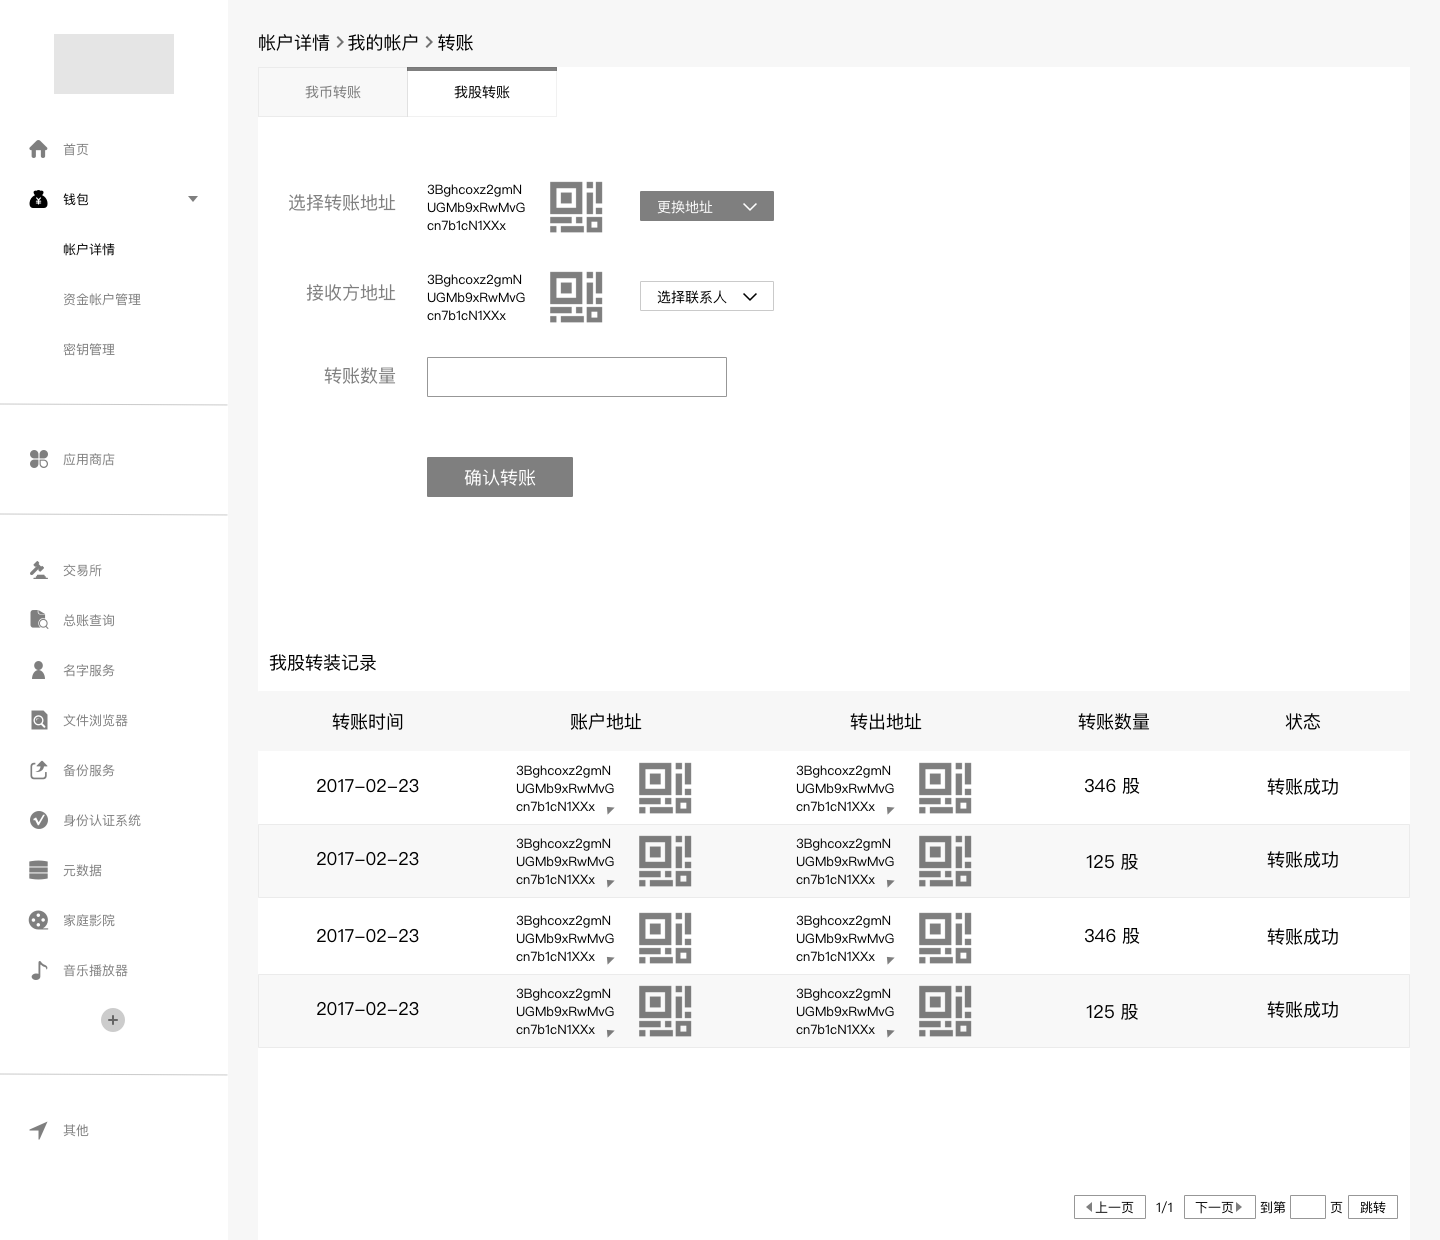 帐户详情 > 我的帐户 > 转账
首页
钱包
帐户详情
资金帐户管理
密钥管理
应用商店
交易所
总账查询
名字服务
文件浏览器
备份服务
身份认证系统
元数据
家庭影院
音乐播放器
其他
我币转账 我股转账
选择转账地址
3Bghcoxz2gmN
UGMb9xRwMvG
cn7b1cN1XXx
更换地址
接收方地址
3Bghcoxz2gmN
UGMb9xRwMvG
cn7b1cN1XXx
选择联系人
转账数量
确认转账
我股转装记录
转账时间 账户地址 转出地址 转账数量 状态
3Bghcoxz2gmN 3Bghcoxz2gmN
2017-02-23 UGMb9xRwMvG UGMb9xRwMvG 346 股 转账成功
cn7b1cN1XXx cn7b1cN1XXx
3Bghcoxz2gmN 3Bghcoxz2gmN
2017-02-23 UGMb9xRwMvG UGMb9xRwMvG 125 股 转账成功
cn7b1cN1XXx cn7b1cN1XXx
3Bghcoxz2gmN 3Bghcoxz2gmN
2017-02-23 UGMb9xRwMvG UGMb9xRwMvG 346 股 转账成功
cn7b1cN1XXx cn7b1cN1XXx
3Bghcoxz2gmN 3Bghcoxz2gmN
2017-02-23 UGMb9xRwMvG UGMb9xRwMvG 125 股 转账成功
cn7b1cN1XXx cn7b1cN1XXx
上一页 1/1 下一页 到第 页 跳转